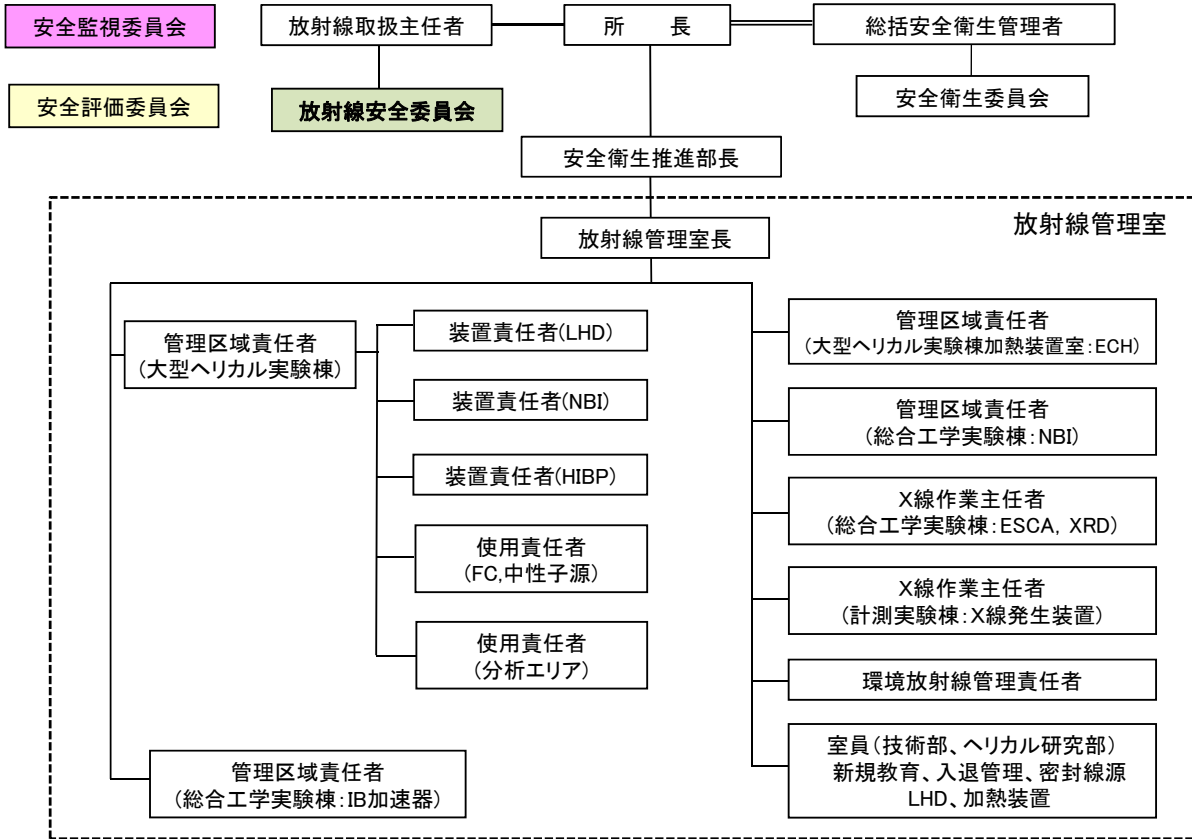 安全監視委員会
放射線取扱主任者
所　長
総括安全衛生管理者
安全評価委員会
放射線安全委員会
安全衛生委員会
安全衛生推進部長
放射線管理室
放射線管理室長
管理区域責任者
(大型ヘリカル実験棟)
装置責任者(LHD)
装置責任者(NBI)
装置責任者(HIBP)
使用責任者
(FC,中性子源)
使用責任者
(分析エリア)
管理区域責任者
(総合工学実験棟:IB加速器)
管理区域責任者
(大型ヘリカル実験棟加熱装置室:ECH)
管理区域責任者
(総合工学実験棟:NBI)
X線作業主任者
(総合工学実験棟:ESCA, XRD)
X線作業主任者
(計測実験棟:X線発生装置)
環境放射線管理責任者
室員(技術部、ヘリカル研究部)
新規教育、入退管理、密封線源
LHD、加熱装置